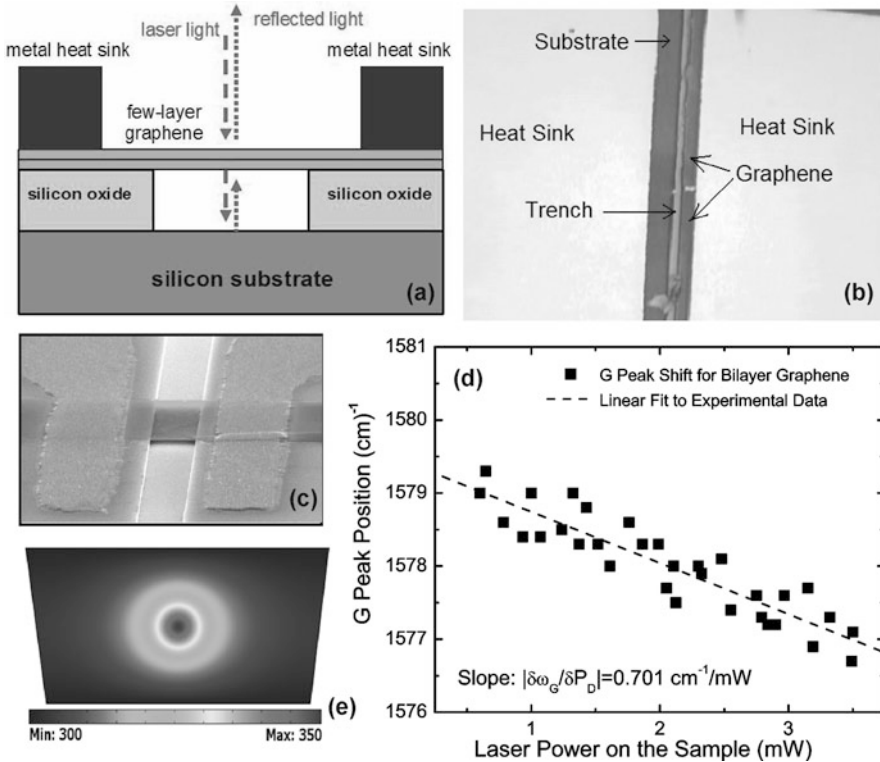 laser light
reflected light
metal heat sink
metal heat sink
few-layer
graphene
silicon oxide
silicon oxide
silicon substrate
(a)
Substrate
Heat Sink
Heat Sink
Graphene
Trench
(b)
(c)
(d)
G Peak Shift for Bilayer Graphene
Linear Fit to Experimental Data
G Peak Position (cm)⁻¹
1581
1580
1579
1578
1577
1576
Slope: |δω_G/δP_D|=0.701 cm⁻¹/mW
1
2
3
Laser Power on the Sample (mW)
(e)
Min: 300
Max: 350